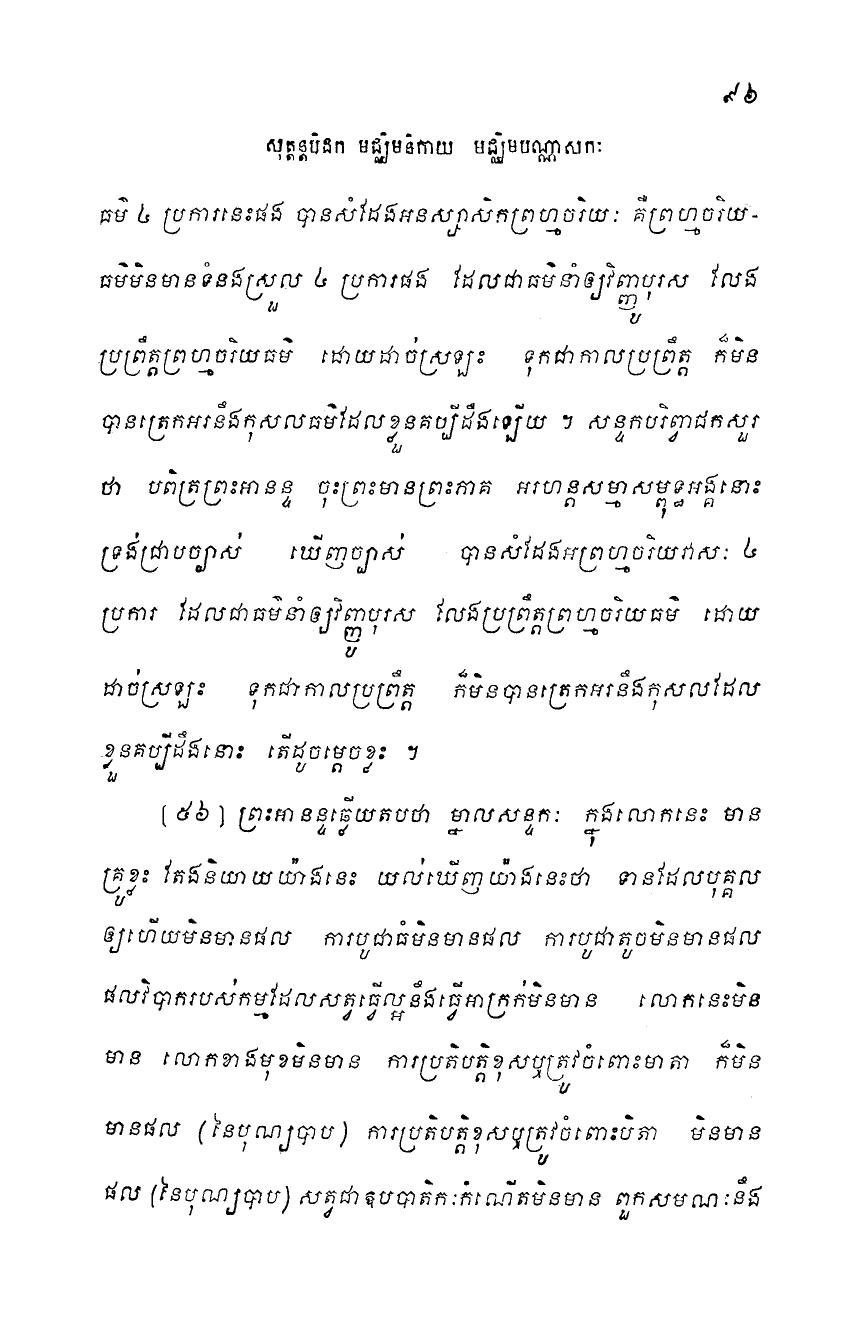 ៩៦
សុត្តន្តបិដក មជ្ឈិមនិកាយ មជ្ឈិមបណ្ណាសកៈ
ធម៌ ៤ ប្រការនេះផង បានសំដែងអនស្សាសិកព្រហ្មចរិយៈ គឺព្រហ្មចរិយ-
ធម៌មិនមានទំនងស្រួល ៤ ប្រការផង ដែលជាធម៌នាំឲ្យវិញ្ញូបុរស លែង
ប្រព្រឹត្តព្រហ្មចរិយធម៌ ដោយដាច់ស្រឡះ ទុកជាកាលប្រព្រឹត្ត ក៏មិន
បានត្រេកអរនឹងកុសលធម៌ដែលខ្លួនគប្បីដឹងឡើយ ។ សន្ទកបរិព្វាជកសួរ
ថា បពិត្រព្រះអានន្ទ ចុះព្រះមានព្រះភាគ អរហន្តសម្មាសម្ពុទ្ធអង្គនោះ
ទ្រង់ជ្រាបច្បាស់ ឃើញច្បាស់ បានសំដែងអព្រហ្មចរិយវាសៈ ៤
ប្រការ ដែលជាធម៌នាំឲ្យវិញ្ញូបុរស លែងប្រព្រឹត្តព្រហ្មចរិយធម៌ ដោយ
ដាច់ស្រឡះ ទុកជាកាលប្រព្រឹត្ត ក៏មិនបានត្រេកអរនឹងកុសលដែល
ខ្លួនគប្បីដឹងនោះ តើដូចម្តេចខ្លះ ។
(៥៦) ព្រះអានន្ទឆ្លើយតបថា ម្នាលសន្ទកៈ ក្នុងលោកនេះ មាន
គ្រូខ្លះ តែងនិយាយយ៉ាងនេះ យល់ឃើញយ៉ាងនេះថា ទានដែលបុគ្គល
ឲ្យហើយមិនមានផល ការបូជាធំមិនមានផល ការបូជាតូចមិនមានផល
ផលវិបាករបស់កម្មដែលសត្វធ្វើល្អនឹងធ្វើអាក្រក់មិនមាន លោកនេះមិន
មាន លោកខាងមុខមិនមាន ការប្រតិបត្តិខុសឬត្រូវចំពោះមាតា ក៏មិន
មានផល (នៃបុណ្យបាប) ការប្រតិបត្តិខុសឬត្រូវចំពោះបិតា មិនមាន
ផល (នៃបុណ្យបាប) សត្វជាឧបបាតិកៈកំណើតមិនមាន ពួកសមណៈនឹង